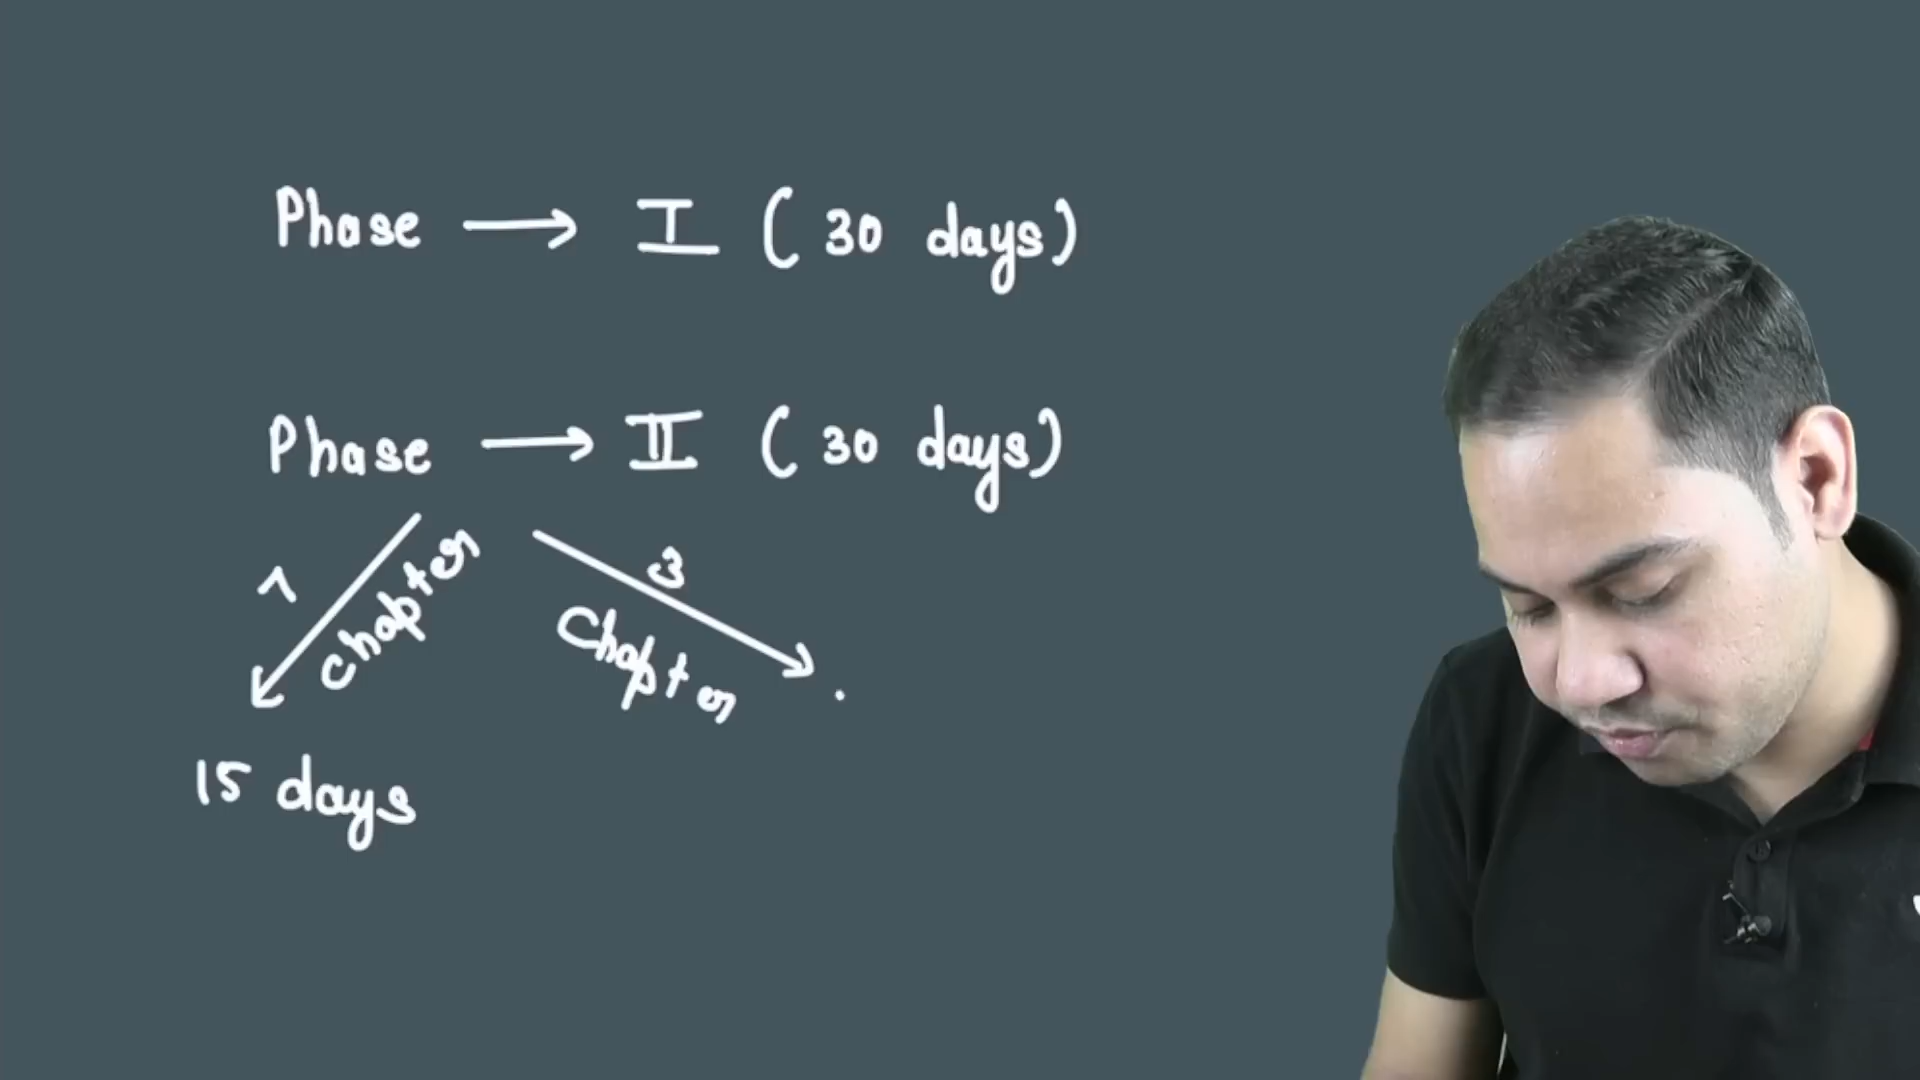 Phase → I (30 days)
Phase → II (30 days)
7 Chapter
3 Chapter
15 days